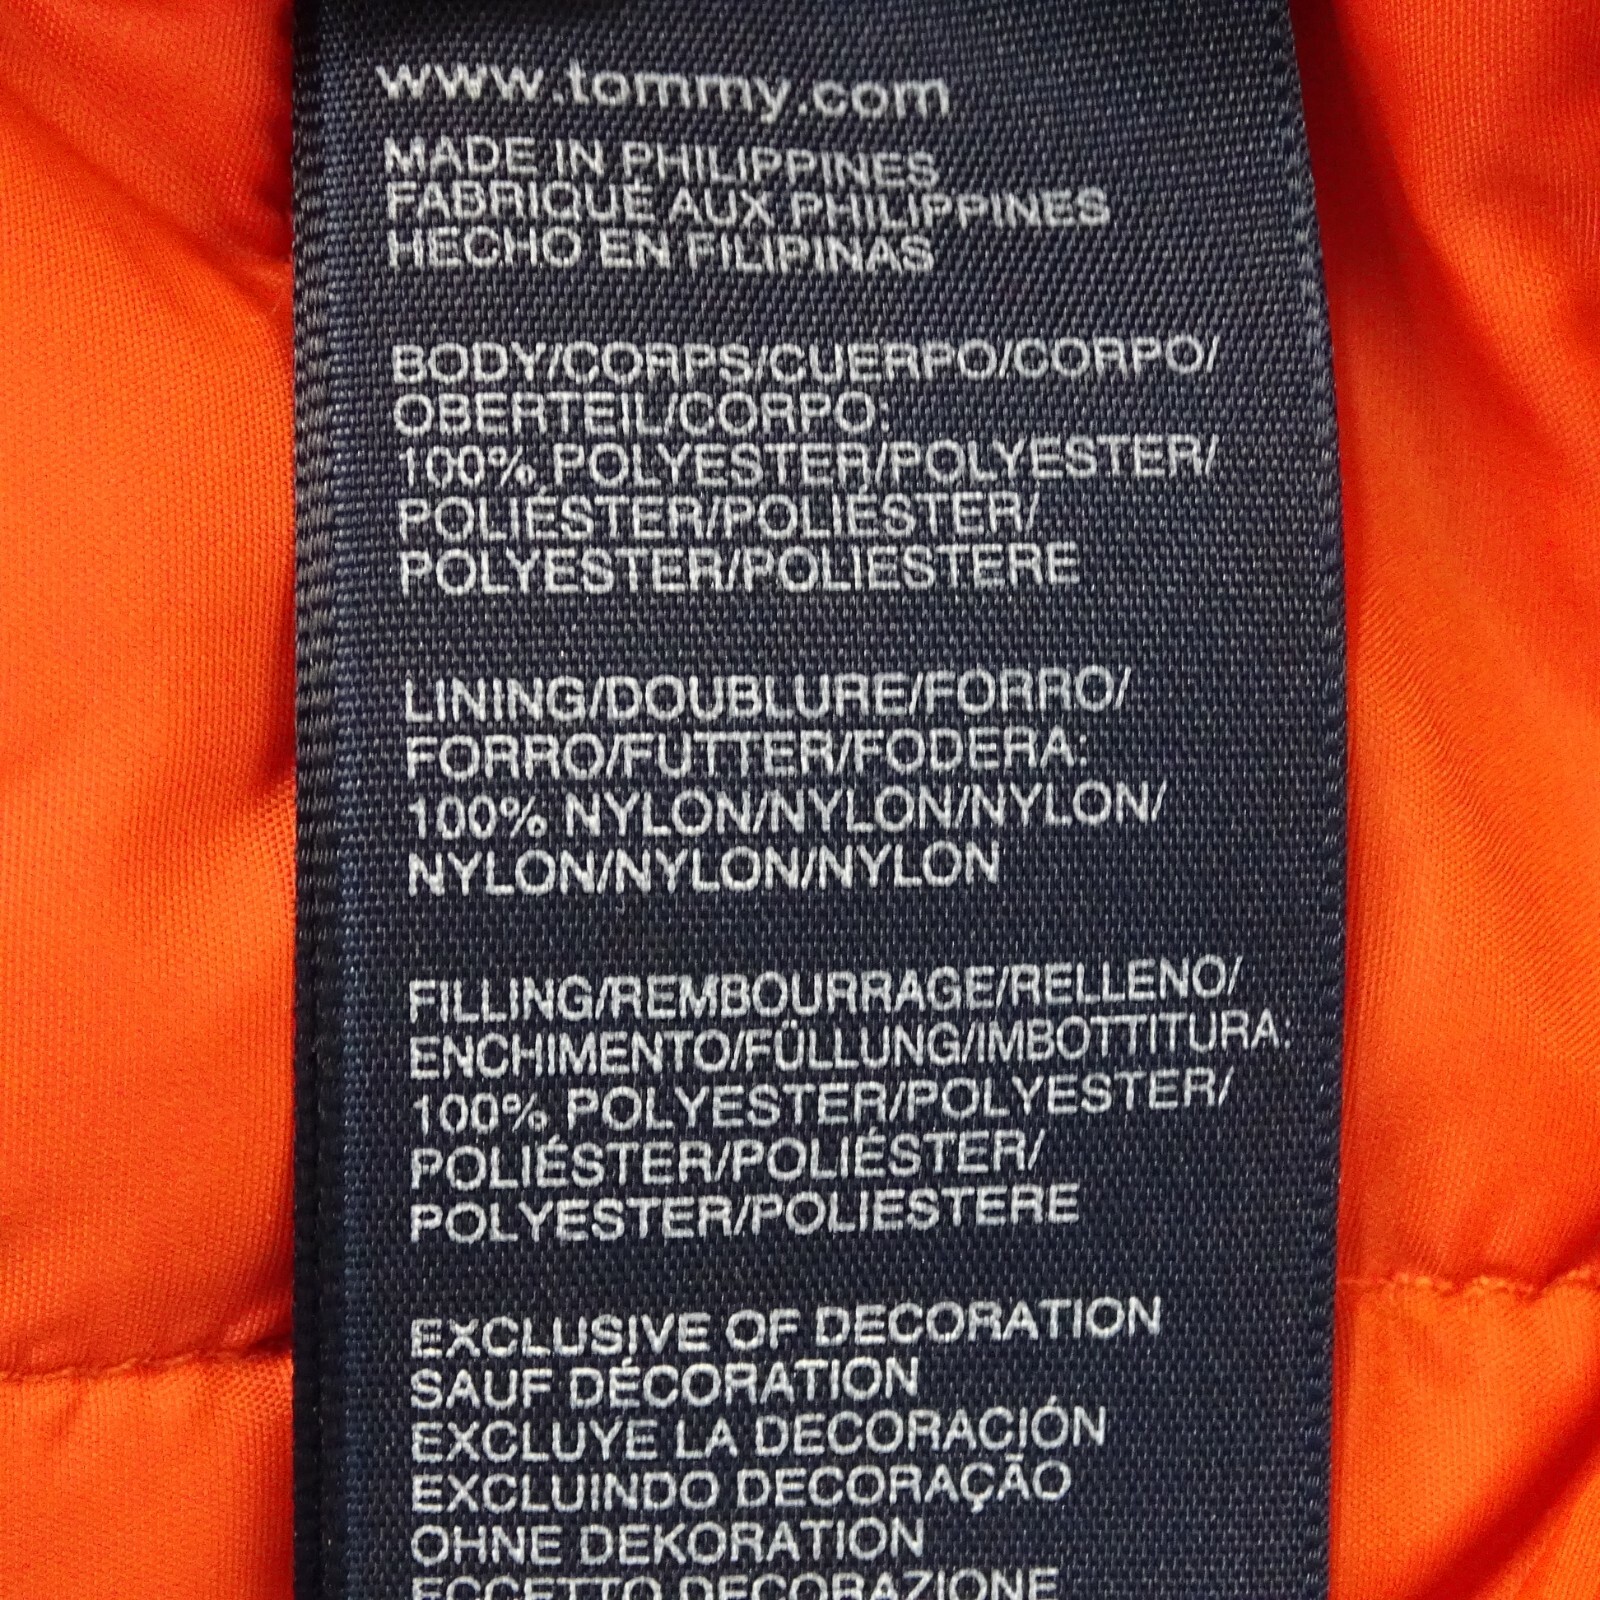 www.tommy.com
MADE IN PHILIPPINES
FABRIQUÉ AUX PHILIPPINES
HECHO EN FILIPINAS
BODY/CORPS/CUERPO/CORPO/
OBERTEIL/CORPO:
100% POLYESTER/POLYESTER/
POLIÉSTER/POLIÉSTER/
POLYESTER/POLIESTERE
LINING/DOUBLURE/FORRO/
FORRO/FUTTER/FODERA:
100% NYLON/NYLON/NYLON/
NYLON/NYLON/NYLON
FILLING/REMBOURRAGE/RELLENO/
ENCHIMENTO/FÜLLUNG/IMBOTTITURA:
100% POLYESTER/POLYESTER/
POLIÉSTER/POLIÉSTER/
POLYESTER/POLIESTERE
EXCLUSIVE OF DECORATION
SAUF DÉCORATION
EXCLUYE LA DECORACIÓN
EXCLUINDO DECORAÇÃO
OHNE DEKORATION
ECCETTO DECORAZIONE